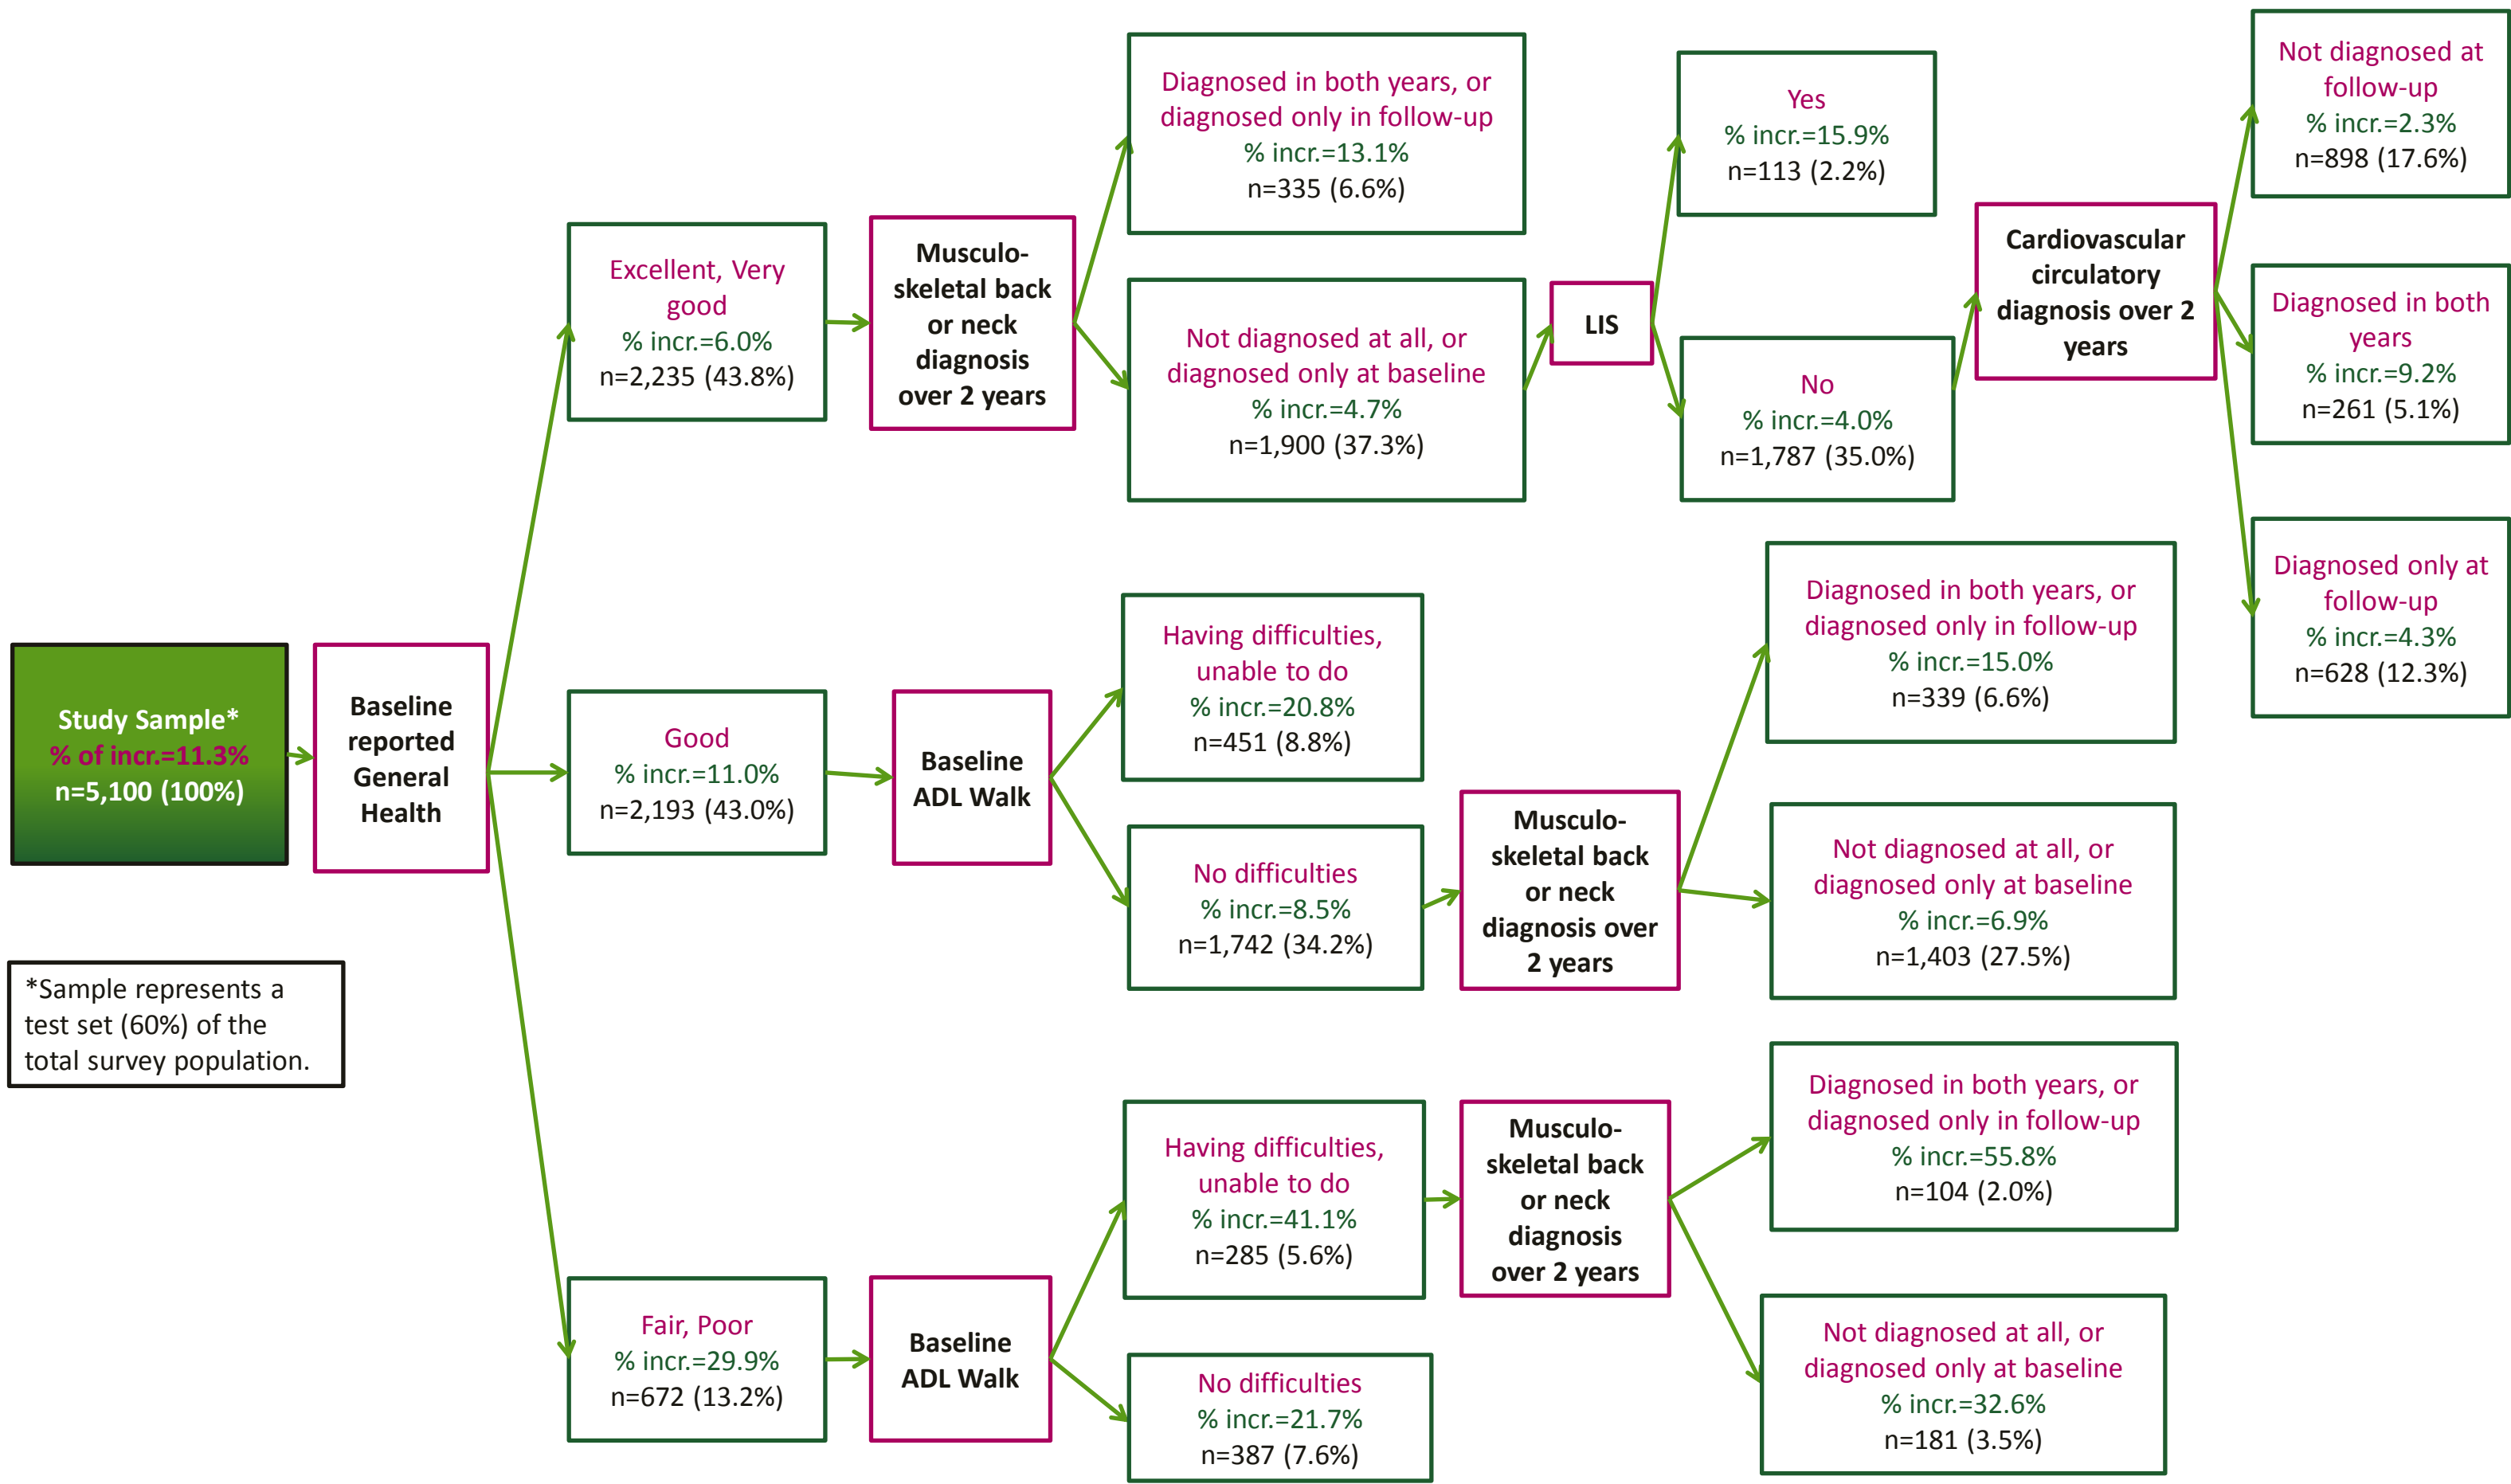 Study Sample*
% of incr.=11.3%
n=5,100 (100%)
*Sample represents a
test set (60%) of the
total survey population.
Baseline
reported
General
Health
Excellent, Very
good
% incr.=6.0%
n=2,235 (43.8%)
Good
% incr.=11.0%
n=2,193 (43.0%)
Fair, Poor
% incr.=29.9%
n=672 (13.2%)
Musculo-
skeletal back
or neck
diagnosis
over 2 years
Baseline
ADL Walk
Baseline
ADL Walk
Diagnosed in both years, or
diagnosed only in follow-up
% incr.=13.1%
n=335 (6.6%)
Not diagnosed at all, or
diagnosed only at baseline
% incr.=4.7%
n=1,900 (37.3%)
Having difficulties,
unable to do
% incr.=20.8%
n=451 (8.8%)
No difficulties
% incr.=8.5%
n=1,742 (34.2%)
Having difficulties,
unable to do
% incr.=41.1%
n=285 (5.6%)
No difficulties
% incr.=21.7%
n=387 (7.6%)
LIS
Musculo-
skeletal back
or neck
diagnosis over
2 years
Musculo-
skeletal back
or neck
diagnosis
over 2 years
Yes
% incr.=15.9%
n=113 (2.2%)
No
% incr.=4.0%
n=1,787 (35.0%)
Diagnosed in both years, or
diagnosed only in follow-up
% incr.=15.0%
n=339 (6.6%)
Not diagnosed at all, or
diagnosed only at baseline
% incr.=6.9%
n=1,403 (27.5%)
Diagnosed in both years, or
diagnosed only in follow-up
% incr.=55.8%
n=104 (2.0%)
Not diagnosed at all, or
diagnosed only at baseline
% incr.=32.6%
n=181 (3.5%)
Cardiovascular
circulatory
diagnosis over 2
years
Not diagnosed at
follow-up
% incr.=2.3%
n=898 (17.6%)
Diagnosed in both
years
% incr.=9.2%
n=261 (5.1%)
Diagnosed only at
follow-up
% incr.=4.3%
n=628 (12.3%)